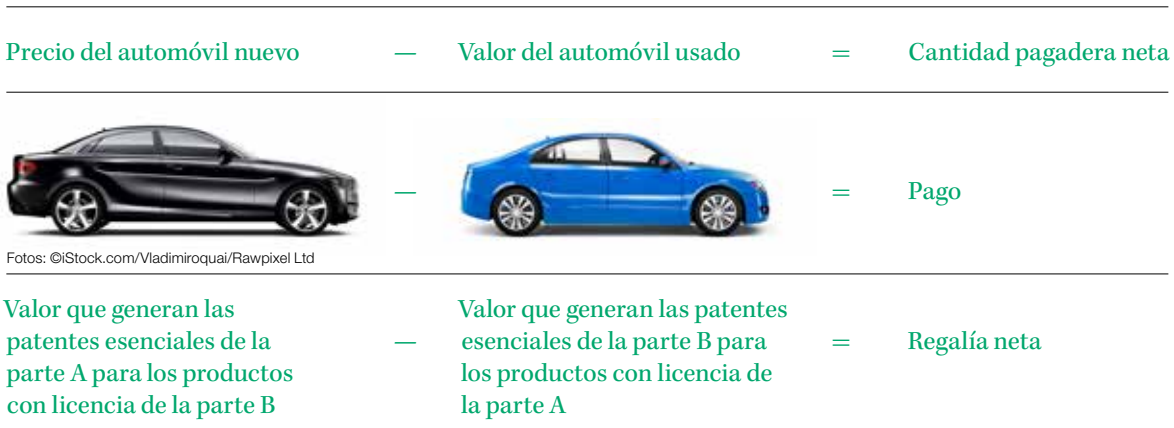 Precio del automóvil nuevo — Valor del automóvil usado = Cantidad pagadera neta
— = Pago
Fotos: ©iStock.com/Vladimiroquai/Rawpixel Ltd
Valor que generan las
patentes esenciales de la
parte A para los productos
con licencia de la parte B
—
Valor que generan las patentes
esenciales de la parte B para
los productos con licencia de
la parte A
=
Regalía neta